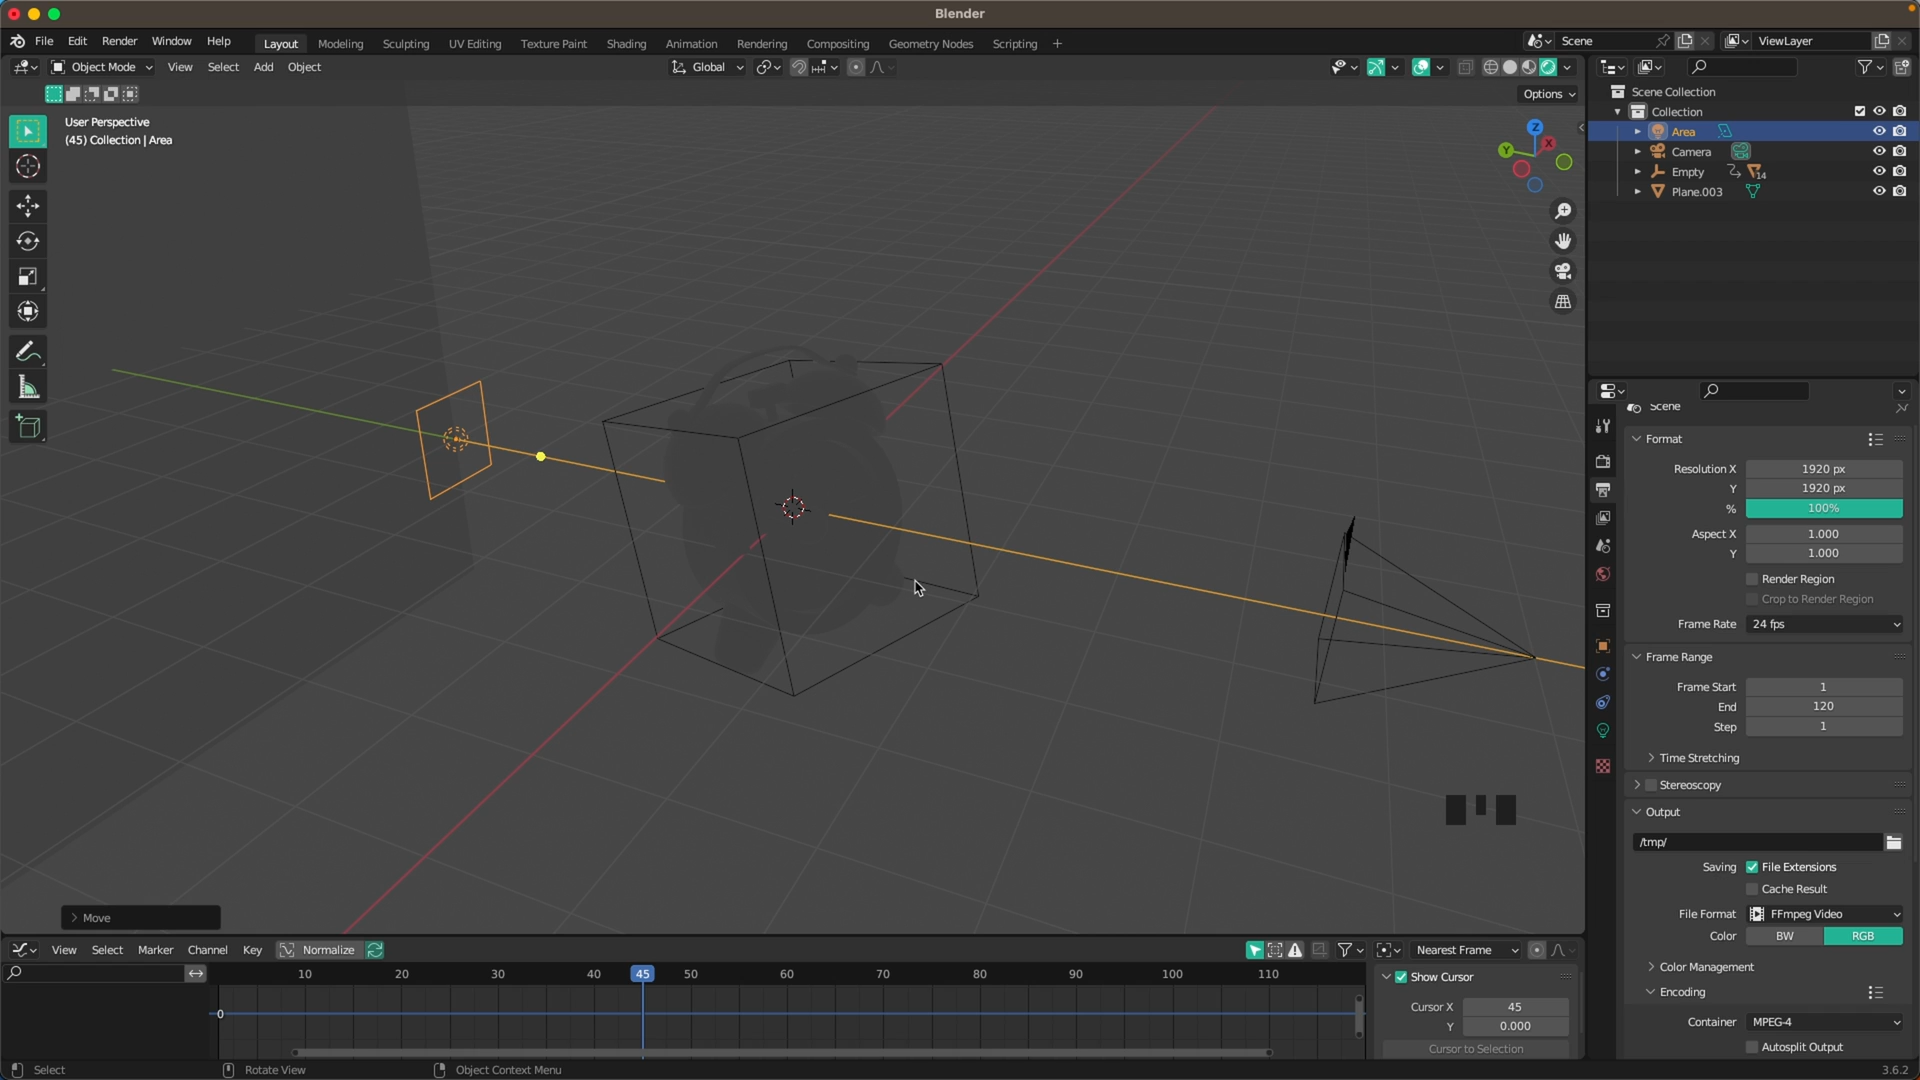 Blender
File Edit Render Window Help Layout Modeling Sculpting UV Editing Texture Paint Shading Animation Rendering Compositing Geometry Nodes Scripting + Scene ViewLayer
Object Mode View Select Add Object Global
Options
User Perspective
(45) Collection | Area
Z
X
Y
Scene Collection
Collection
Area
Camera
Empty 14
Plane.003
Scene
Format
Resolution X 1920 px
Y 1920 px
% 100%
Aspect X 1.000
Y 1.000
Render Region
Crop to Render Region
Frame Rate 24 fps
Frame Range
Frame Start 1
End 120
Step 1
Time Stretching
Stereoscopy
Output
/tmp/
Saving File Extensions
Cache Result
File Format FFmpeg Video
Color BW RGB
Color Management
Encoding
Container MPEG-4
Autosplit Output
Move
View Select Marker Channel Key Normalize Nearest Frame
10 20 30 40 45 50 60 70 80 90 100 110
0
Show Cursor
Cursor X 45
Y 0.000
Cursor to Selection
Select Rotate View Object Context Menu 3.6.2